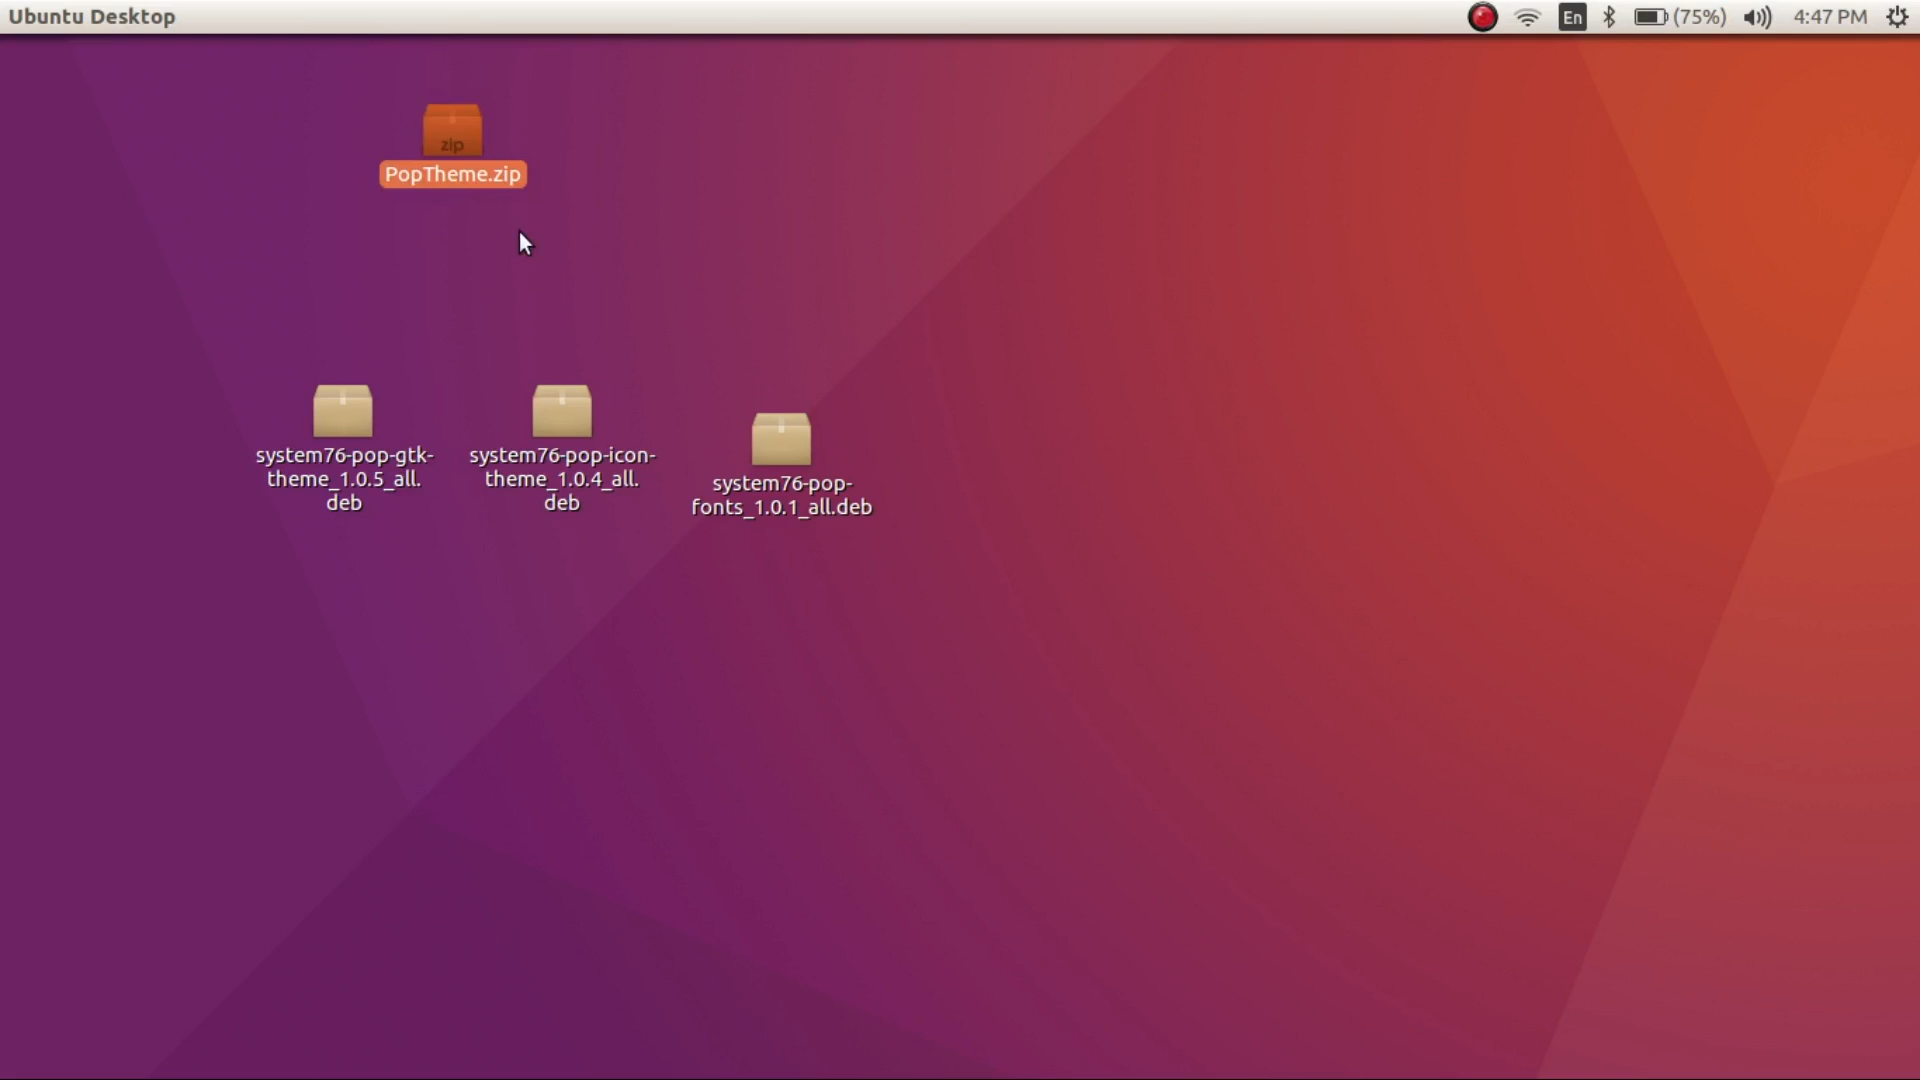 Ubuntu Desktop
En
(75%)
4:47 PM
zip
PopTheme.zip
system76-pop-gtk-
theme_1.0.5_all.
deb
system76-pop-icon-
theme_1.0.4_all.
deb
system76-pop-
fonts_1.0.1_all.deb